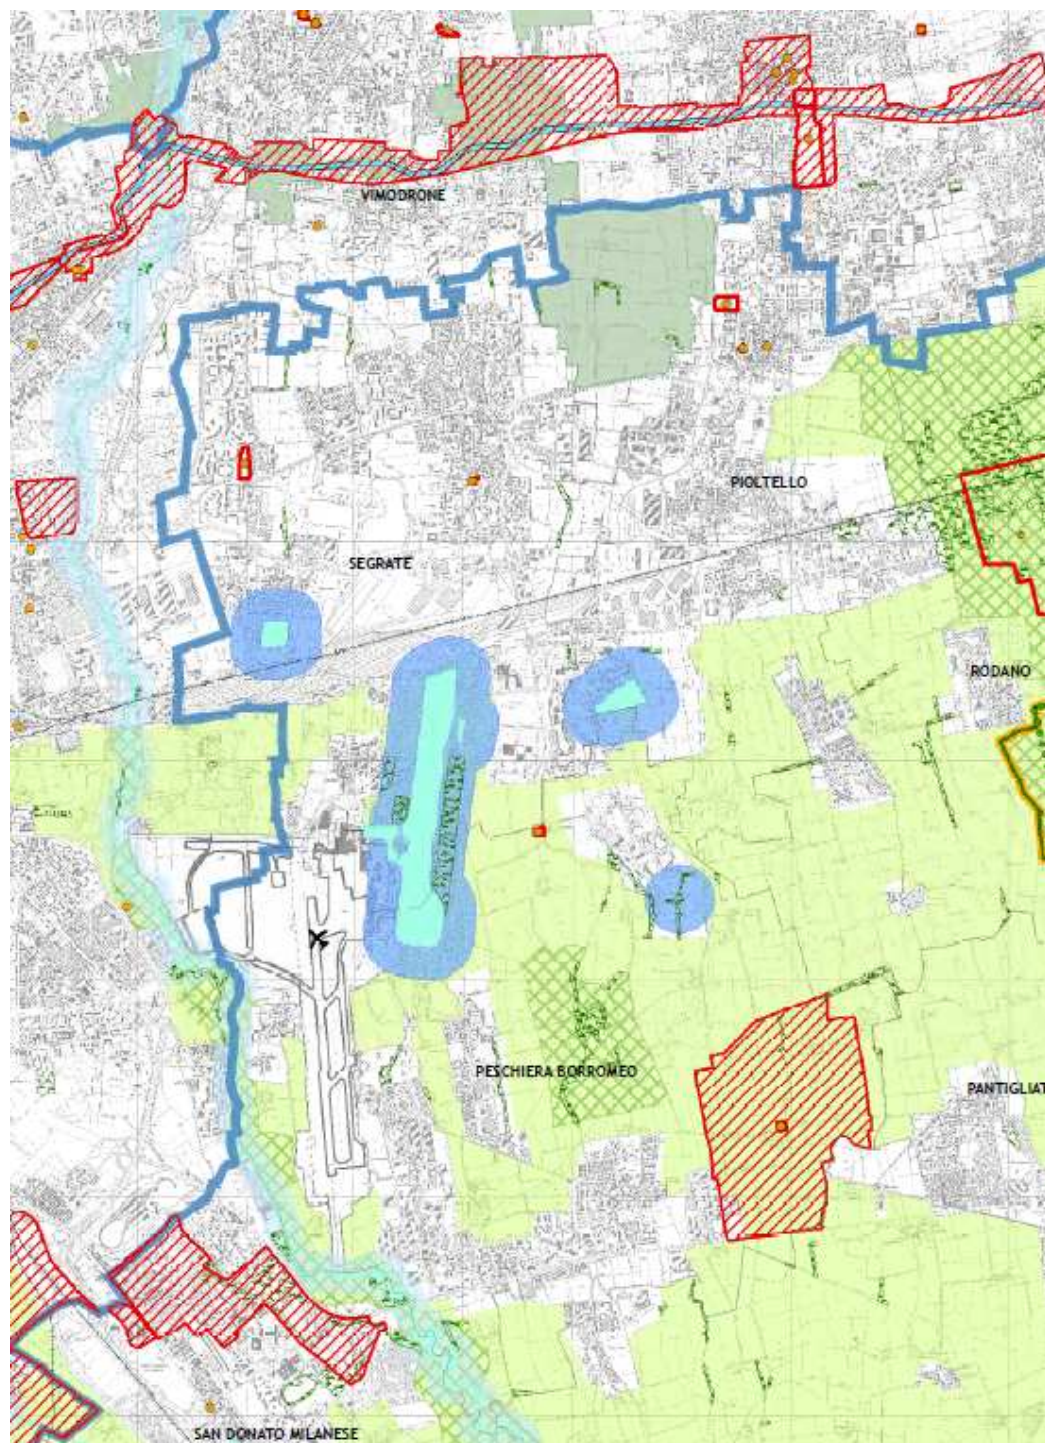 VIMODRONE
PIOLTELLO
SEGRATE
RODANO
PESCHIERA BORROMEO
PANTIGLIAT
SAN DONATO MILANESE